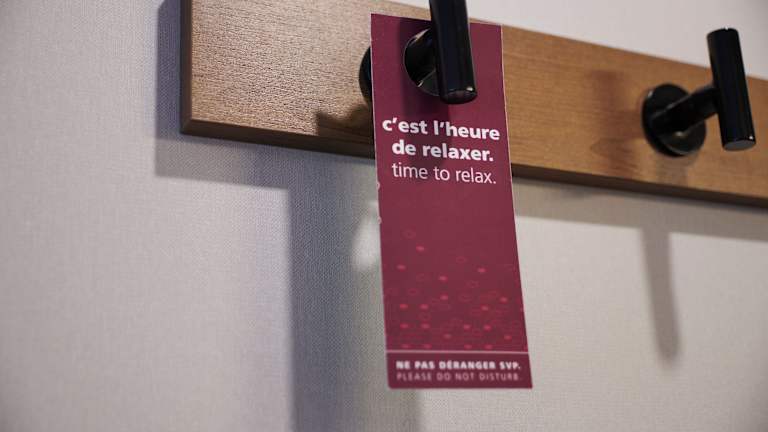 c'est l'heure
de relaxer.
time to relax.
NE PAS DÉRANGER SVP.
PLEASE DO NOT DISTURB.